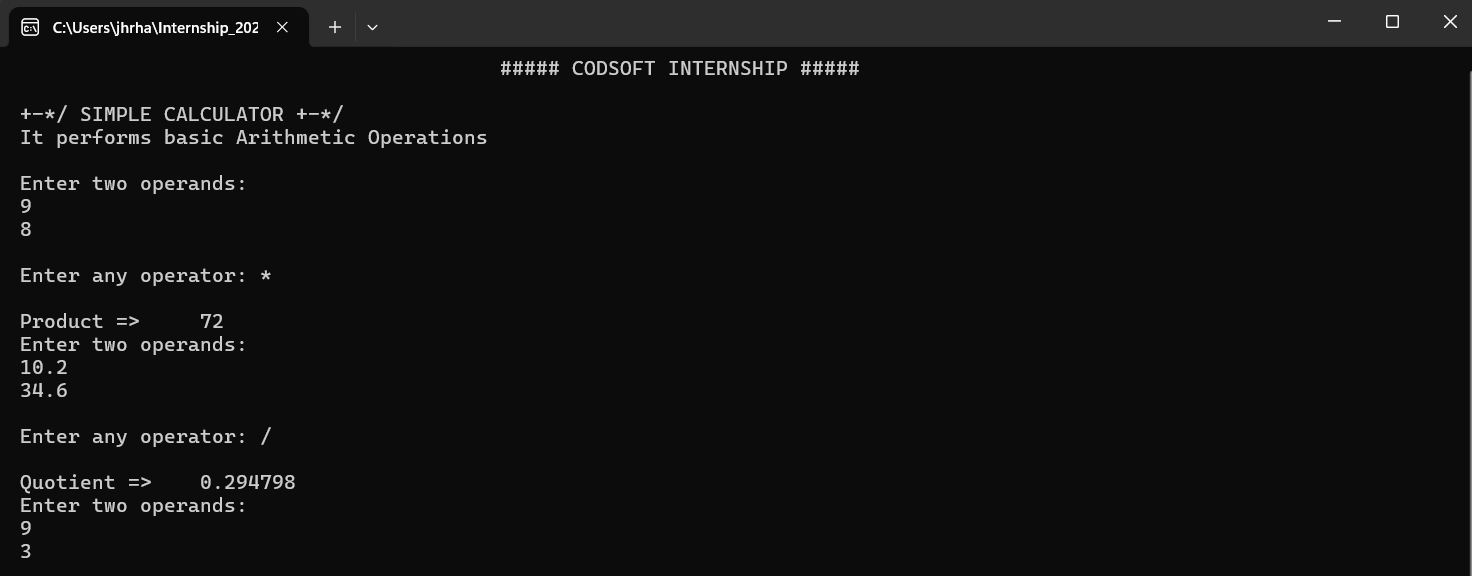 C:\Users\jhrha\Internship_202
##### CODSOFT INTERNSHIP #####
+-*/ SIMPLE CALCULATOR +-*/
It performs basic Arithmetic Operations
Enter two operands:
9
8
Enter any operator: *
Product =>     72
Enter two operands:
10.2
34.6
Enter any operator: /
Quotient =>    0.294798
Enter two operands:
9
3